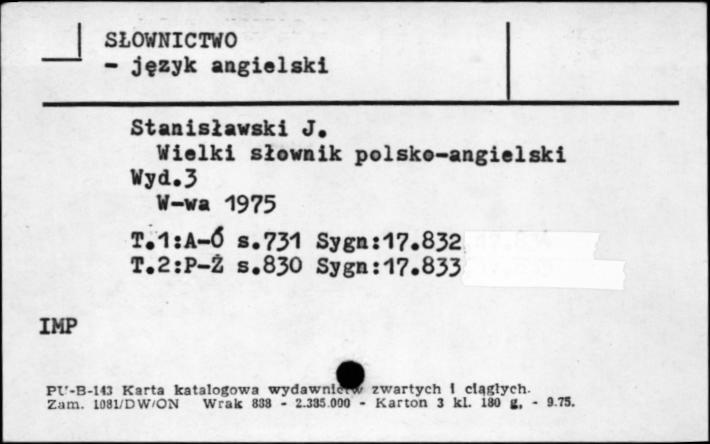 SŁOWNICTWO
- język angielski
Stanisławski J.
Wielki słownik polsko-angielski
Wyd.3
W-wa 1975
T.1:A-Ó s.731 Sygn:17.832
T.2:P-Ż s.830 Sygn:17.833
IMP
PU-B-143 Karta katalogowa wydawnictw zwartych i ciągłych.
Zam. 1081/DW/ON Wrak 838 - 2.335.000 - Karton 3 kl. 180 g. - 9.75.